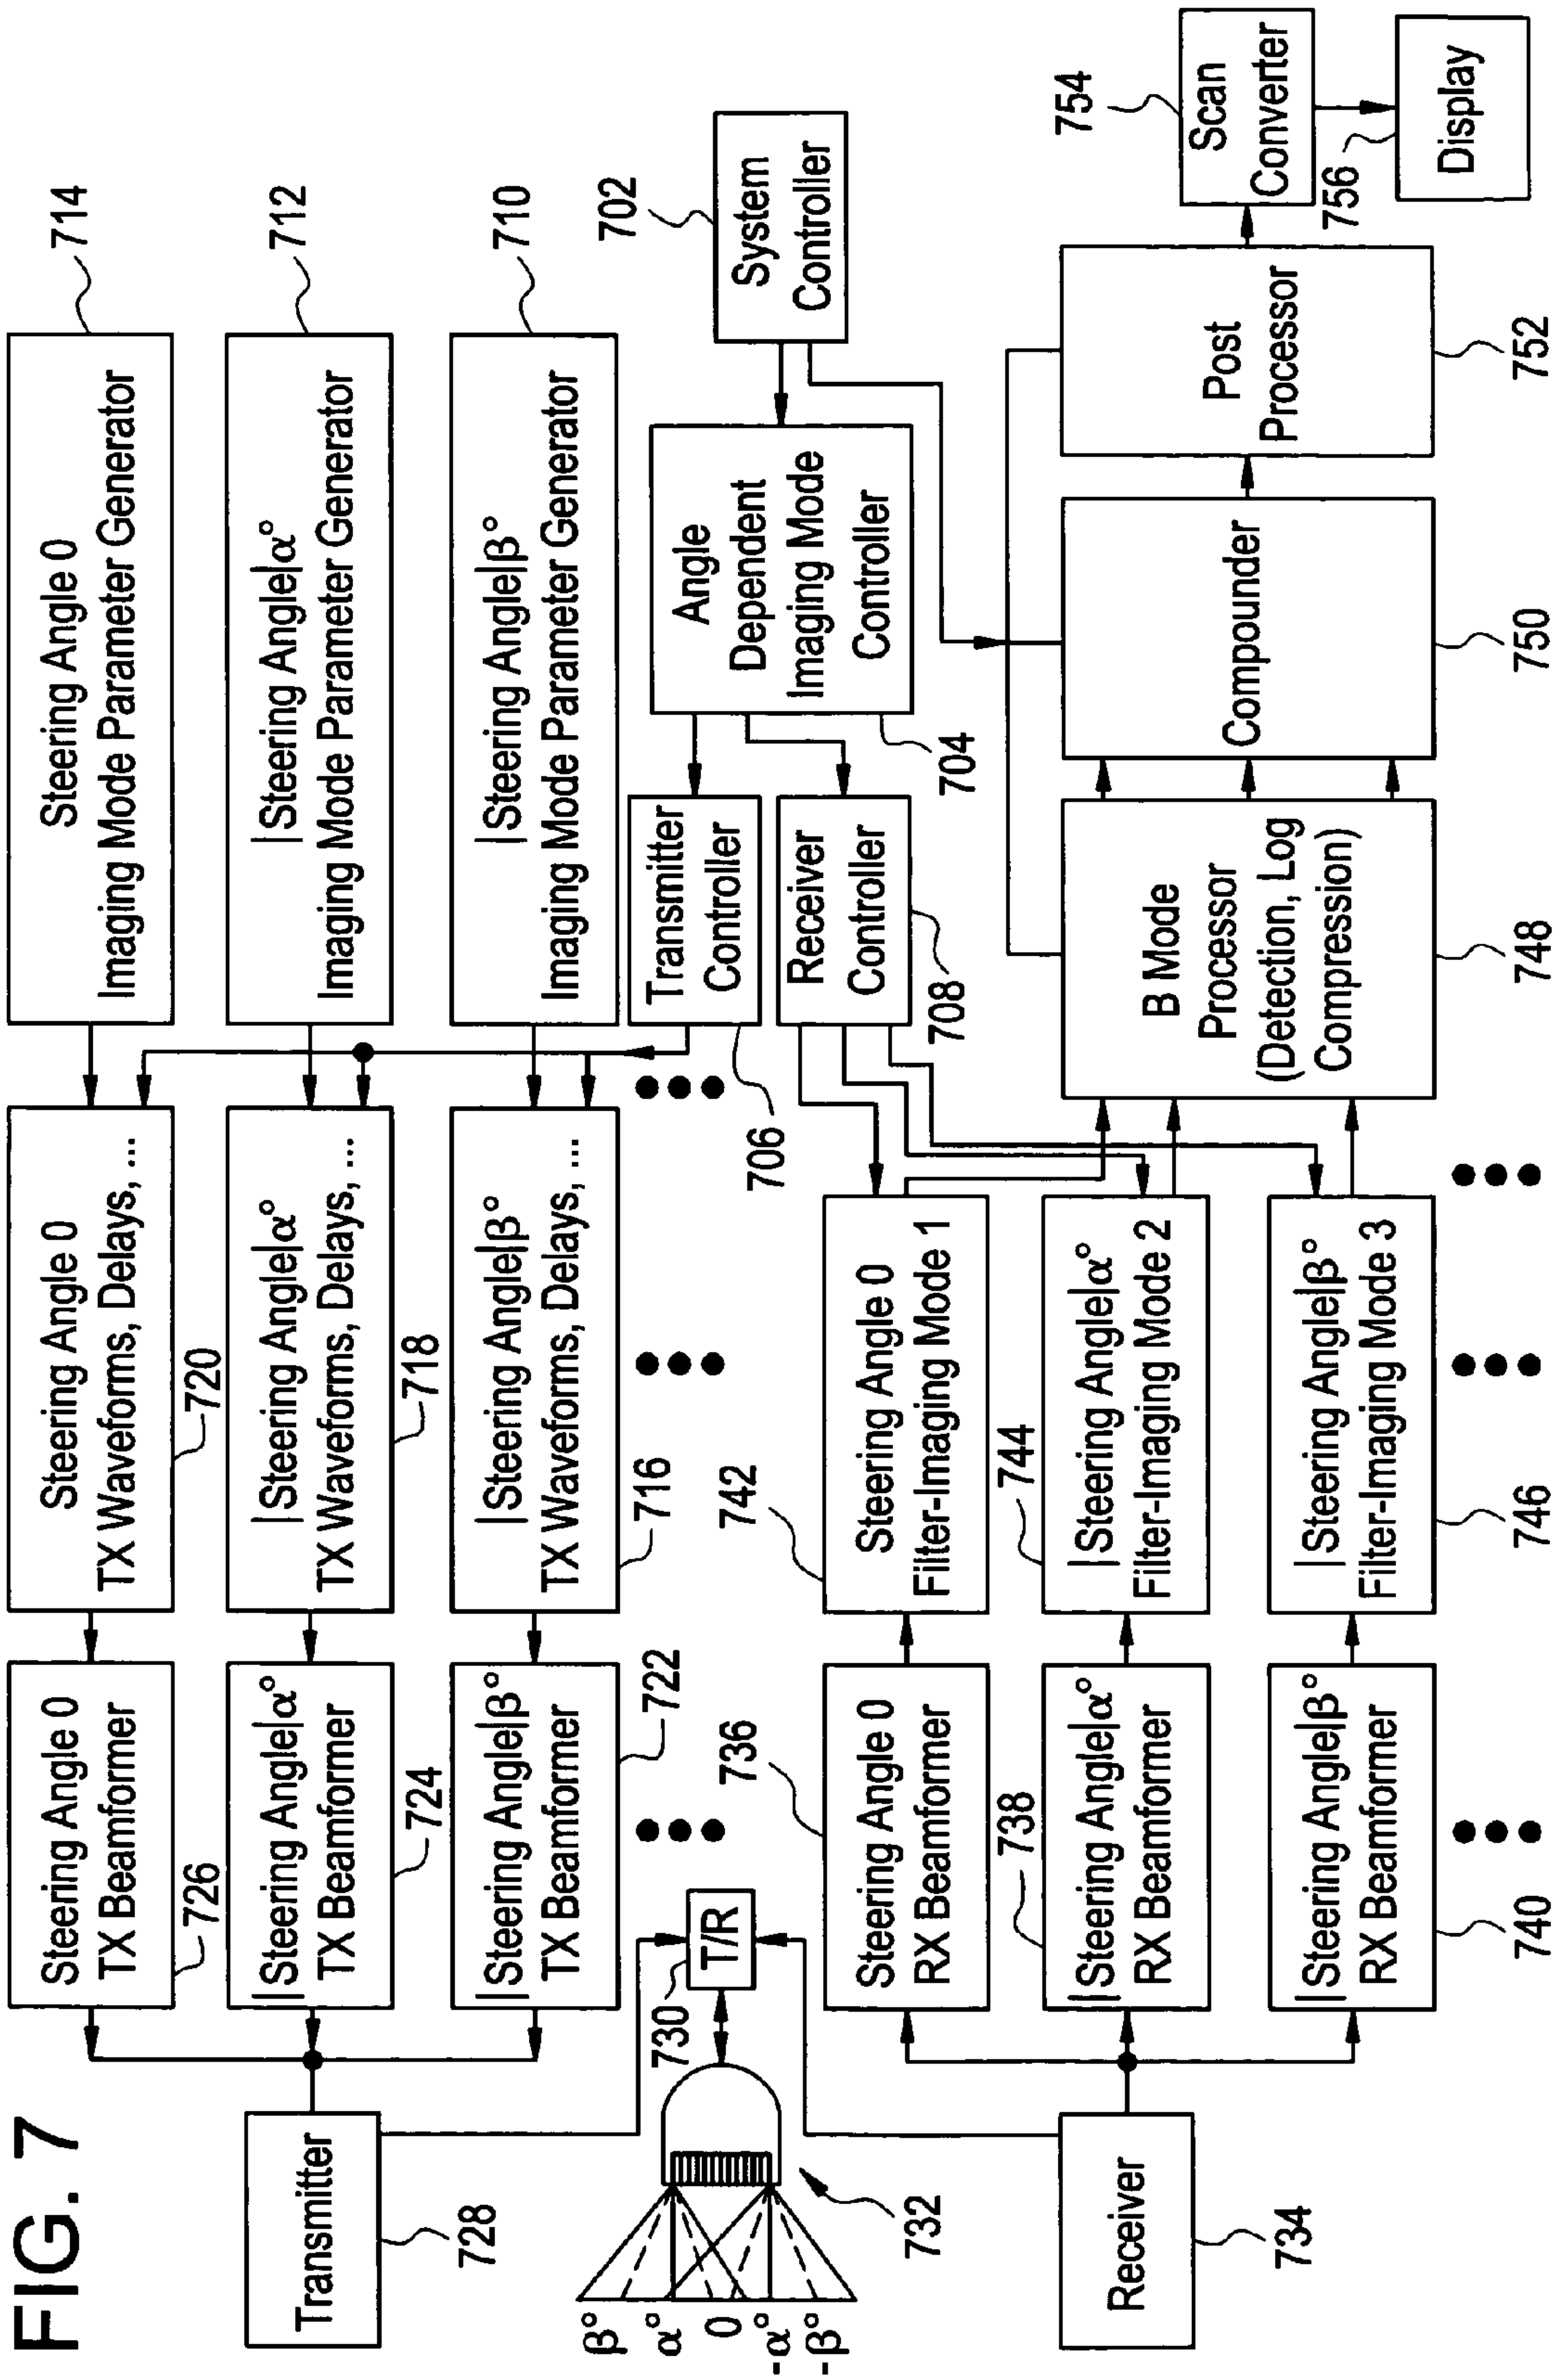 FIG. 7
Steering Angle 0
Imaging Mode Parameter Generator
714
|Steering Angle|α°
Imaging Mode Parameter Generator
712
|Steering Angle|β°
Imaging Mode Parameter Generator
710
Steering Angle 0
TX Waveforms, Delays, ...
720
|Steering Angle|α°
TX Waveforms, Delays, ...
718
|Steering Angle|β°
TX Waveforms, Delays, ...
716
Steering Angle 0
TX Beamformer
726
|Steering Angle|α°
TX Beamformer
724
|Steering Angle|β°
TX Beamformer
722
Transmitter
728
702
System
Controller
Angle
Dependent
Imaging Mode
Controller
704
Transmitter
Controller
706
Receiver
Controller
708
T/R
730
732
β°
α°
0
-α°
-β°
Receiver
734
736
Steering Angle 0
RX Beamformer
738
|Steering Angle|α°
RX Beamformer
|Steering Angle|β°
RX Beamformer
740
742
Steering Angle 0
Filter-Imaging Mode 1
744
|Steering Angle|α°
Filter-Imaging Mode 2
|Steering Angle|β°
Filter-Imaging Mode 3
746
B Mode
Processor
(Detection, Log
Compression)
748
Compounder
750
Post
Processor
752
754
Scan
Converter
756
Display